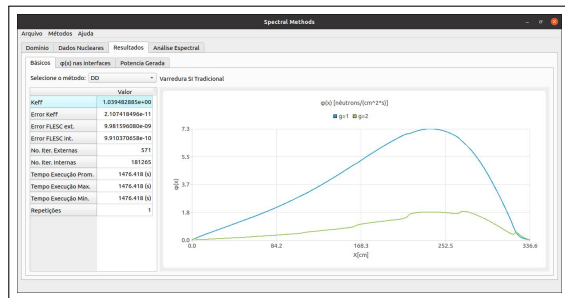 Spectral Methods
Arquivo Métodos Ajuda
Domínio Dados Nucleares Resultados Análise Espectral
Básicos φ(x) nas Interfaces Potencia Gerada
Selecione o método: DD Varredura SI Tradicional
Valor
Keff 1.039482885e+00
Error Keff 2.107418496e-11
Error FLESC ext. 9.981596080e-09
Error FLESC int. 9.910370658e-10
No. Iter. Externas 571
No. Iter. Internas 181265
Tempo Execução Prom. 1476.418 (s)
Tempo Execução Max. 1476.418 (s)
Tempo Execução Min. 1476.418 (s)
Repetições 1
φ(x) [nêutrons/(cm^2*s)]
g=1 g=2
7.3
5.5
3.7
1.8
0.0
φ(x)
0.0 84.2 168.3 252.5 336.6
X[cm]